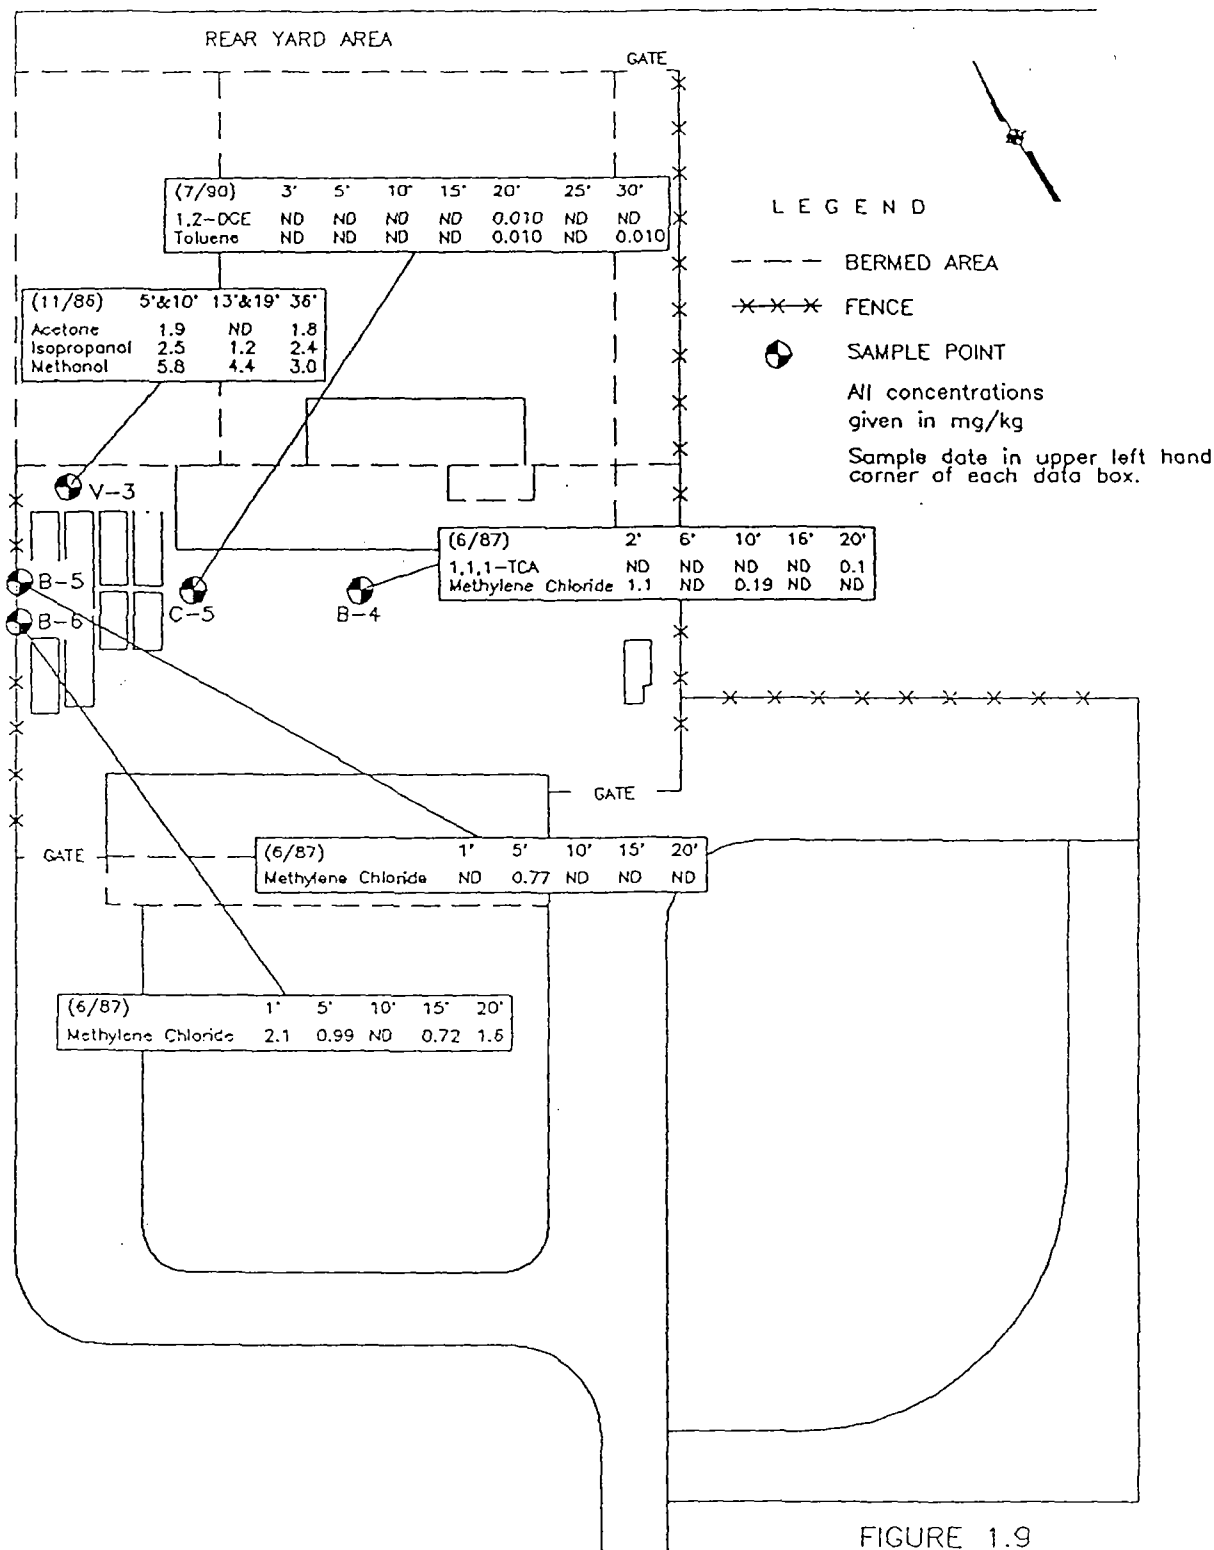 REAR YARD AREA
GATE
(7/90) 3' 5' 10' 15' 20' 25' 30'
1,2-DCE ND ND ND ND 0.010 ND ND
Toluene ND ND ND ND 0.010 ND 0.010
LEGEND
BERMED AREA
FENCE
SAMPLE POINT
All concentrations
given in mg/kg
Sample date in upper left hand
corner of each data box.
(11/86) 5'&10' 13'&19' 36'
Acetone 1.9 ND 1.8
Isopropanol 2.5 1.2 2.4
Methanol 5.8 4.4 3.0
V-3
(6/87) 2' 6' 10' 16' 20'
1,1,1-TCA ND ND ND ND 0.1
Methylene Chloride 1.1 ND 0.19 ND ND
B-5
B-6
C-5
B-4
GATE
GATE
(6/87) 1' 5' 10' 15' 20'
Methylene Chloride ND 0.77 ND ND ND
(6/87) 1' 5' 10' 15' 20'
Methylene Chloride 2.1 0.99 ND 0.72 1.6
FIGURE 1.9